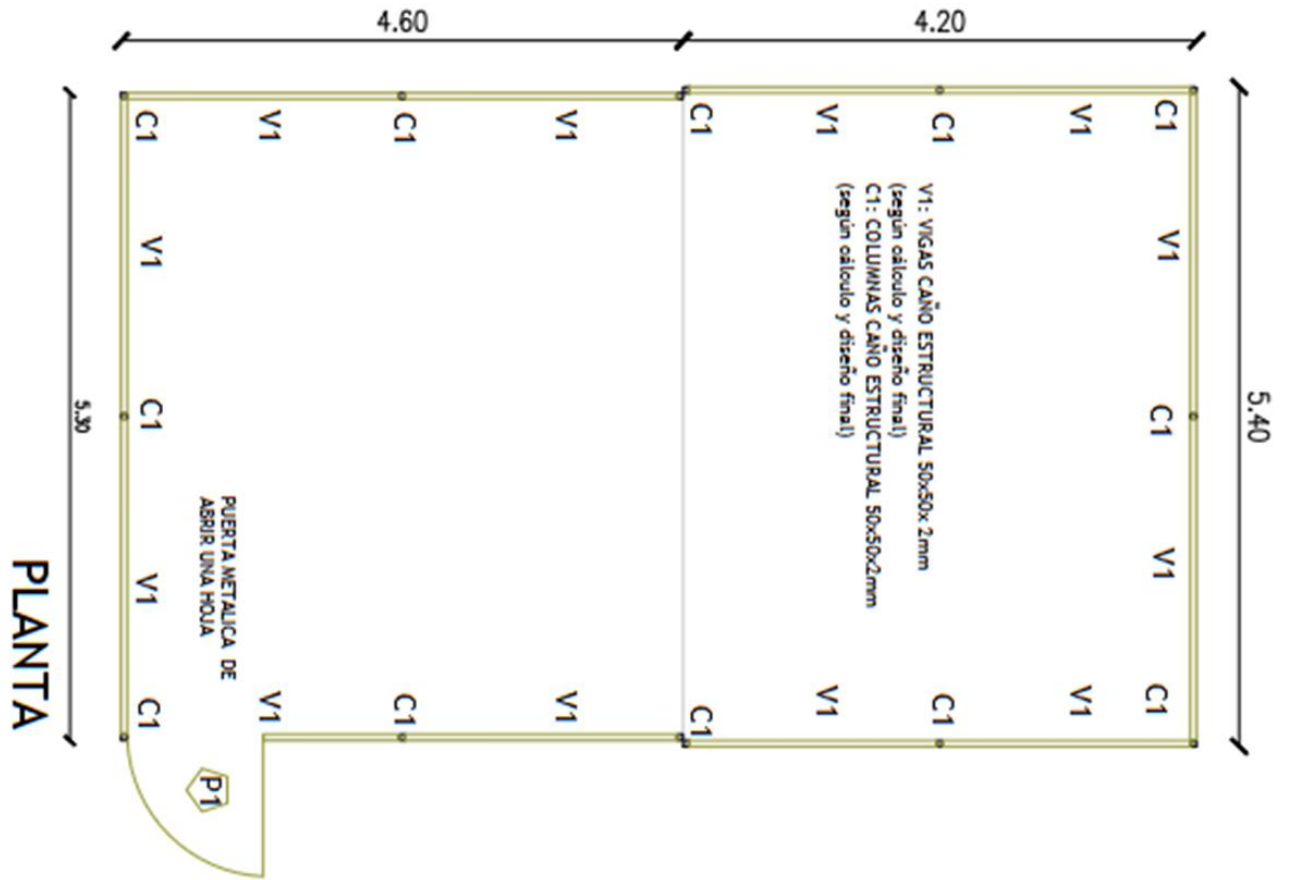 4.60
4.20
C1
V1
C1
V1
C1
V1
C1
V1
C1
V1
V1
5.40
V1: VIGAS CAÑO ESTRUCTURAL 50x50x 2mm
(según cálculo y diseño final)
C1: COLUMNAS CAÑO ESTRUCTURAL 50x50x2mm
(según cálculo y diseño final)
C1
C1
5.30
PUERTA METALICA DE
ABRIR UNA HOJA
V1
V1
C1
V1
C1
V1
C1
V1
C1
V1
C1
P1
PLANTA